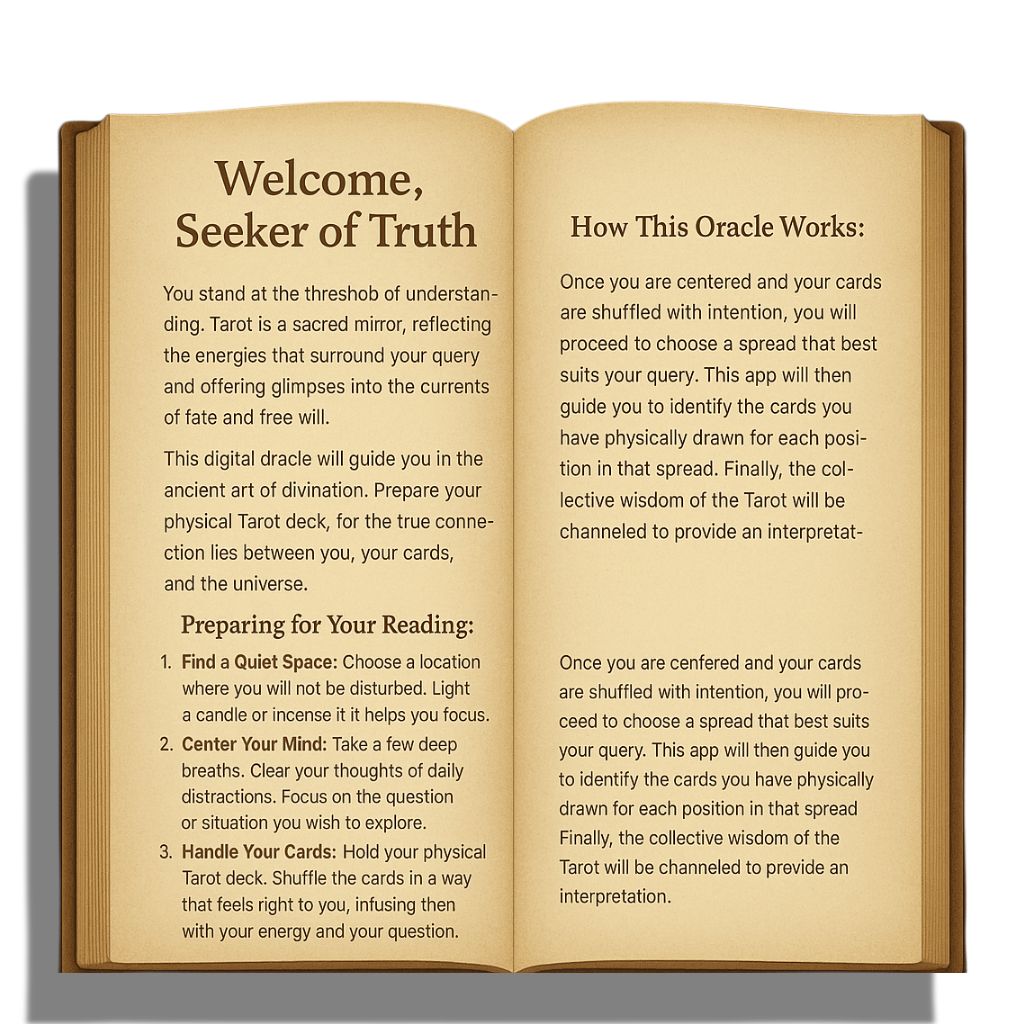 Welcome,
Seeker of Truth
You stand at the threshob of understan-
ding. Tarot is a sacred mirror, reflecting
the energies that surround your query
and offering glimpses into the currents
of fate and free will.
This digital dracle will guide you in the
ancient art of divination. Prepare your
physical Tarot deck, for the true conne-
ction lies between you, your cards,
and the universe.
Preparing for Your Reading:
1. Find a Quiet Space: Choose a location
where you will not be disturbed. Light
a candle or incense it it helps you focus.
2. Center Your Mind: Take a few deep
breaths. Clear your thoughts of daily
distractions. Focus on the question
or situation you wish to explore.
3. Handle Your Cards: Hold your physical
Tarot deck. Shuffle the cards in a way
that feels right to you, infusing then
with your energy and your question.
How This Oracle Works:
Once you are centered and your cards
are shuffled with intention, you will
proceed to choose a spread that best
suits your query. This app will then
guide you to identify the cards you
have physically drawn for each posi-
tion in that spread. Finally, the col-
lective wisdom of the Tarot will be
channeled to provide an interpretat-
Once you are cenfered and your cards
are shuffled with intention, you will pro-
ceed to choose a spread that best suits
your query. This app will then guide you
to identify the cards you have physically
drawn for each position in that spread
Finally, the collective wisdom of the
Tarot will be channeled to previde an
interpretation.